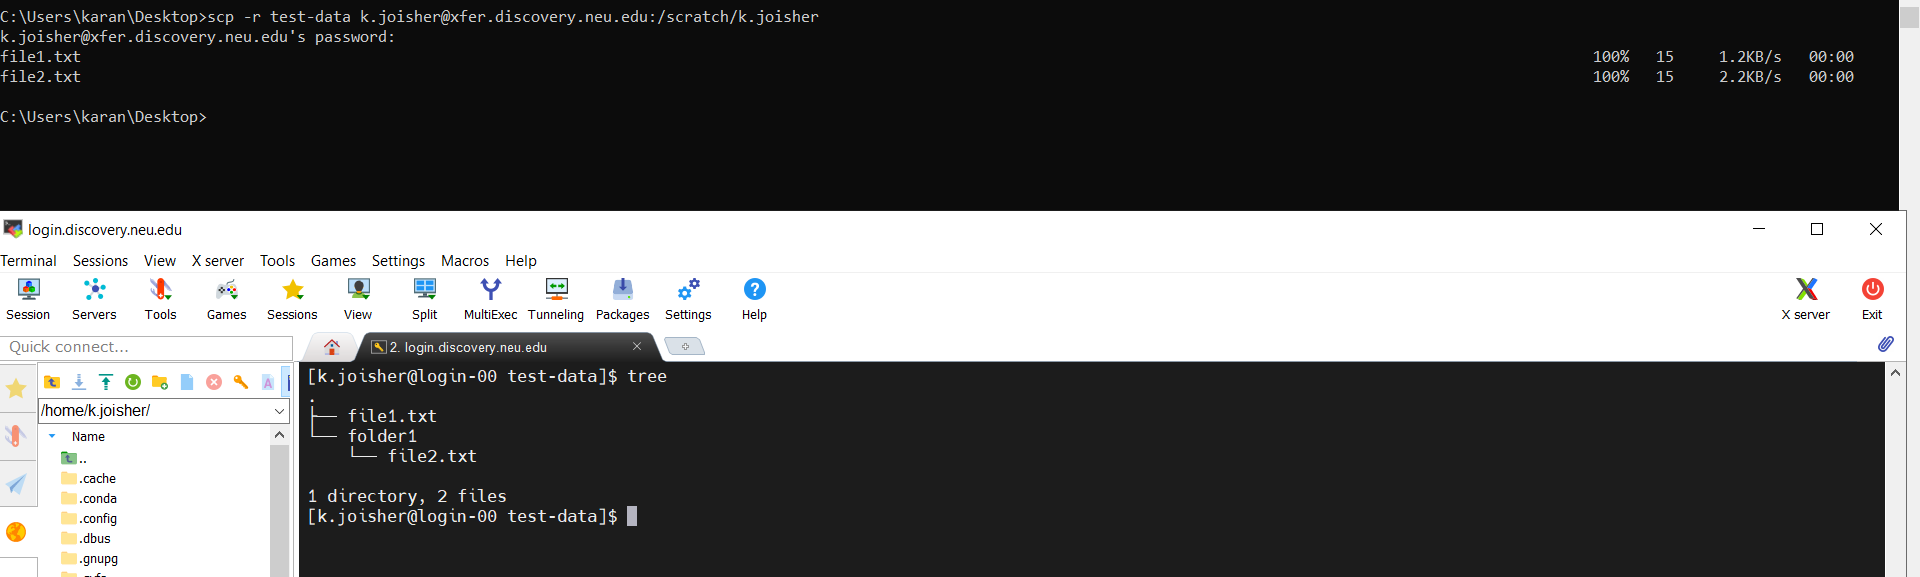 C:\Users\karan\Desktop>scp -r test-data k.joisher@xfer.discovery.neu.edu:/scratch/k.joisher
k.joisher@xfer.discovery.neu.edu's password:
file1.txt 100% 15 1.2KB/s 00:00
file2.txt 100% 15 2.2KB/s 00:00
C:\Users\karan\Desktop>
login.discovery.neu.edu
Terminal Sessions View X server Tools Games Settings Macros Help
Session Servers Tools Games Sessions View Split MultiExec Tunneling Packages Settings Help X server Exit
Quick connect...
2. login.discovery.neu.edu
/home/k.joisher/
Name
..
.cache
.conda
.config
.dbus
.gnupg
[k.joisher@login-00 test-data]$ tree
.
├── file1.txt
└── folder1
    └── file2.txt
1 directory, 2 files
[k.joisher@login-00 test-data]$